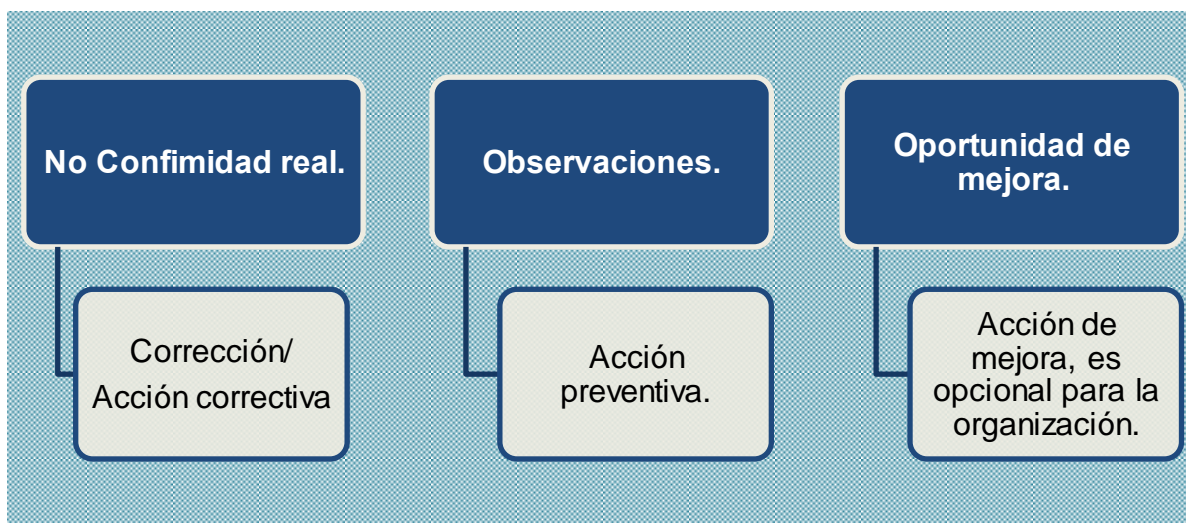 No Confimidad real.
Corrección/
Acción correctiva
Observaciones.
Acción
preventiva.
Oportunidad de
mejora.
Acción de
mejora, es
opcional para la
organización.